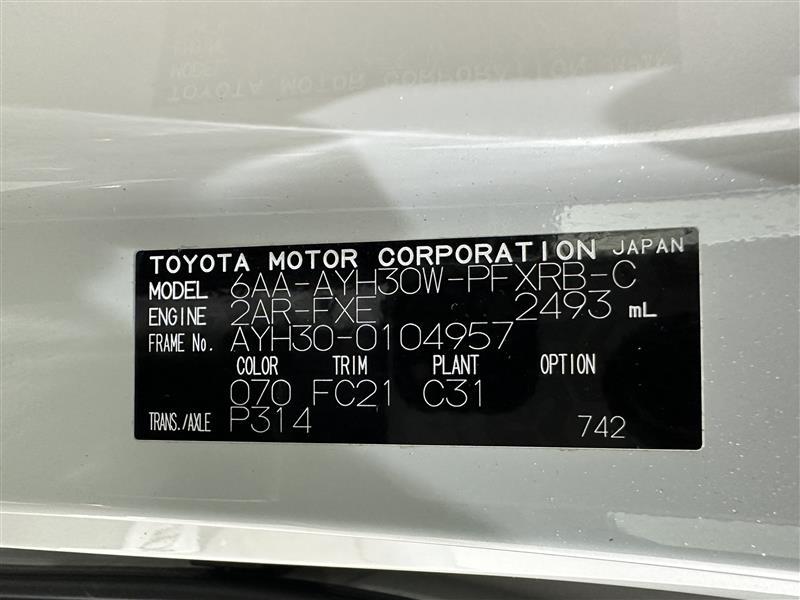 TOYOTA MOTOR CORPORATION JAPAN
MODEL 6AA-AYH30W-PFXRB-C
ENGINE 2AR-FXE 2493 mL
FRAME No. AYH30-0104957
COLOR TRIM PLANT OPTION
070 FC21 C31
TRANS./AXLE P314 742